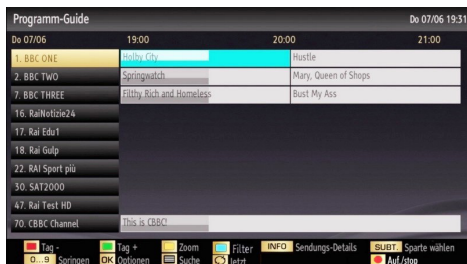 Programm-Guide Do 07/06 19:31
Do 07/06 19:00 20:00 21:00
1. BBC ONE Holby City Hustle
2. BBC TWO Springwatch Mary, Queen of Shops
7. BBC THREE Filthy Rich and Homeless Bust My Ass
16. RaiNotizie24
17. Rai Edu1
18. Rai Gulp
22. RAI Sport più
30. SAT2000
47. Rai Test HD
70. CBBC Channel This is CBBC!
Tag - Tag + Zoom Filter INFO Sendungs-Details SUBT. Sparte wählen
0...9 Springen OK Optionen Suche Jetzt Auf./stop